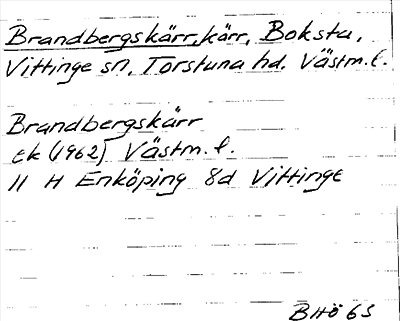 Brandbergskärr, kärr, Boksta,
Vittinge sn, Torstuna hd. Västm. l.
Brandbergskärr
ek (1962) Västm. l.
11 H Enköping 8d Vittinge
BHö 63